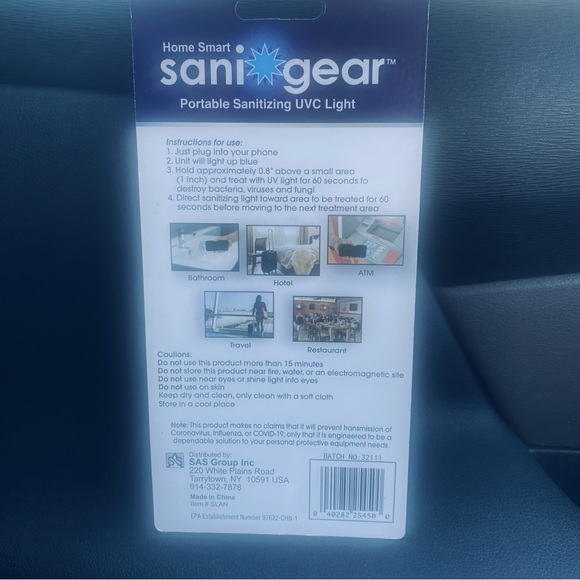 Home Smart
sani gear™
Portable Sanitizing UVC Light
Instructions for use:
1. Just plug into your phone
2. Unit will light up blue
3. Hold approximately 0.8" above a small area
(1 inch) and treat with UV light for 60 seconds to
destroy bacteria, viruses and fungi
4. Direct sanitizing light toward area to be treated for 60
seconds before moving to the next treatment area
Bathroom
Hotel
ATM
Travel
Restaurant
Cautions:
Do not use this product more than 15 minutes
Do not store this product near fire, water, or an electromagnetic site
Do not use near eyes or shine light into eyes
Do not use on skin
Keep dry and clean, only clean with a soft cloth
Store in a cool place
Note: This product makes no claims that it will prevent transmission of
Coronavirus, Influenza, or COVID-19, only that it is engineered to be a
dependable solution to your personal protective equipment needs.
Distributed by:
SAS Group Inc
220 White Plains Road
Tarrytown, NY 10591 USA
914-332-7878
Made in China
Item # SLAN
EPA Establishment Number 97622-CHN-1
BATCH NO:32111
0 40282 25450 0